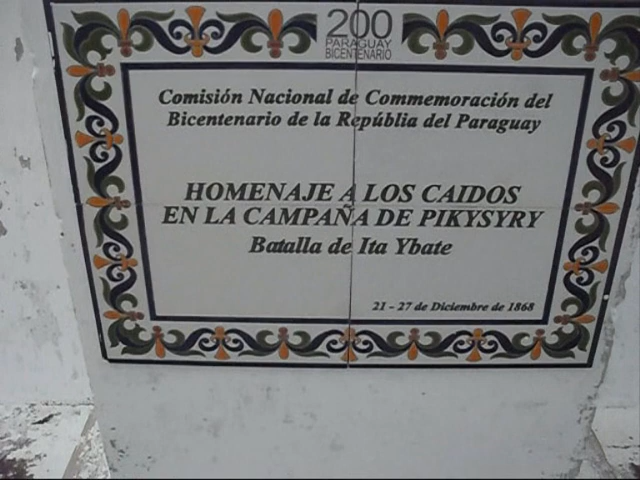 200
PARAGUAY
BICENTENARIO
Comisión Nacional de Commemoración del
Bicentenario de la Repúblia del Paraguay
HOMENAJE A LOS CAIDOS
EN LA CAMPAÑA DE PIKYSYRY
Batalla de Ita Ybate
21 - 27 de Diciembre de 1868